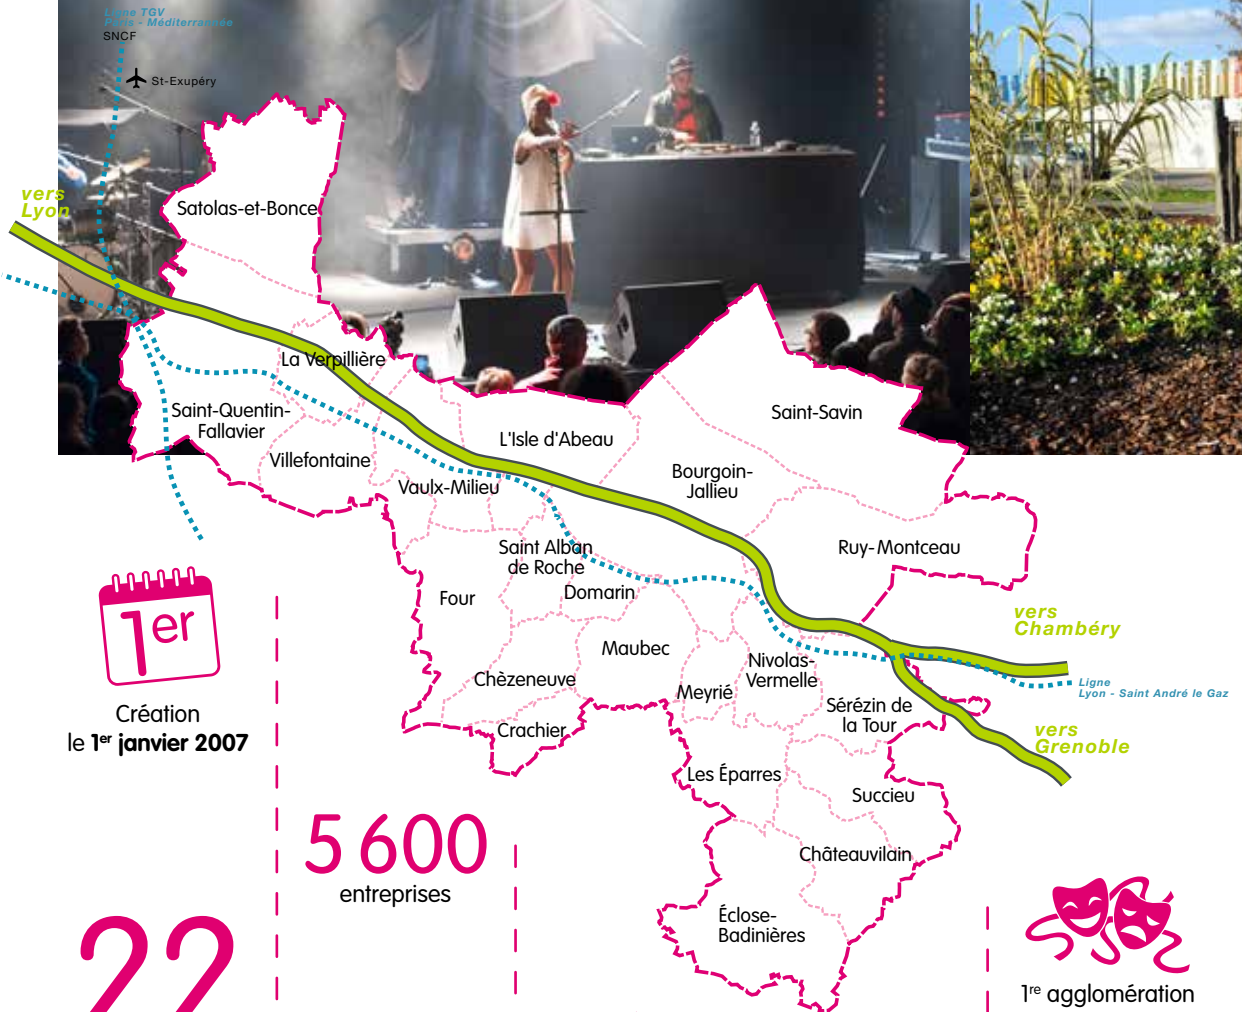 Ligne TGV
Paris - Méditerrannée
SNCF
St-Exupéry
vers
Lyon
Satolas-et-Bonce
La Verpillière
Saint-Quentin-
Fallavier
Villefontaine
L'Isle d'Abeau
Saint-Savin
Bourgoin-
Jallieu
Vaulx-Milieu
Ruy-Montceau
Saint Alban
de Roche
Domarin
Four
Maubec
Nivolas-
Vermelle
Chèzeneuve
Meyrié
Crachier
Sérézin de
la Tour
vers
Chambéry
Ligne
Lyon - Saint André le Gaz
vers
Grenoble
Les Éparres
Succieu
Châteauvilain
Éclose-
Badinières
1er
Création
le 1er janvier 2007
5 600
entreprises
22
1re agglomération